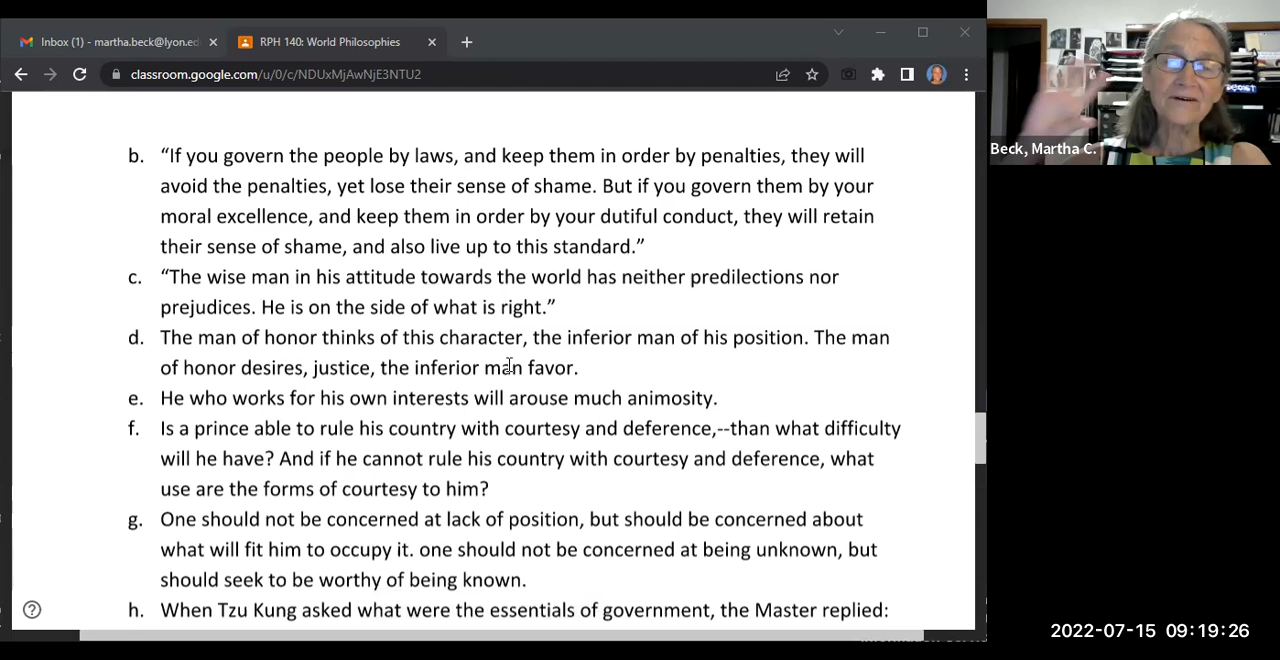 Inbox (1) - martha.beck@lyon.ed
RPH 140: World Philosophies
classroom.google.com/u/0/c/NDUxMjAwNjE3NTU2
b. “If you govern the people by laws, and keep them in order by penalties, they will
avoid the penalties, yet lose their sense of shame. But if you govern them by your
moral excellence, and keep them in order by your dutiful conduct, they will retain
their sense of shame, and also live up to this standard.”
c. “The wise man in his attitude towards the world has neither predilections nor
prejudices. He is on the side of what is right.”
d. The man of honor thinks of this character, the inferior man of his position. The man
of honor desires, justice, the inferior man favor.
e. He who works for his own interests will arouse much animosity.
f. Is a prince able to rule his country with courtesy and deference,--than what difficulty
will he have? And if he cannot rule his country with courtesy and deference, what
use are the forms of courtesy to him?
g. One should not be concerned at lack of position, but should be concerned about
what will fit him to occupy it. one should not be concerned at being unknown, but
should seek to be worthy of being known.
h. When Tzu Kung asked what were the essentials of government, the Master replied:
Beck, Martha C.
2022-07-15 09:19:26